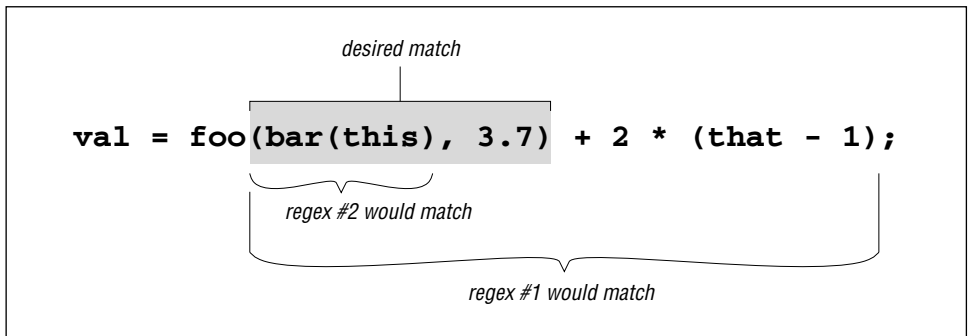 desired match
val = foo(bar(this), 3.7) + 2 * (that - 1);
regex #2 would match
regex #1 would match